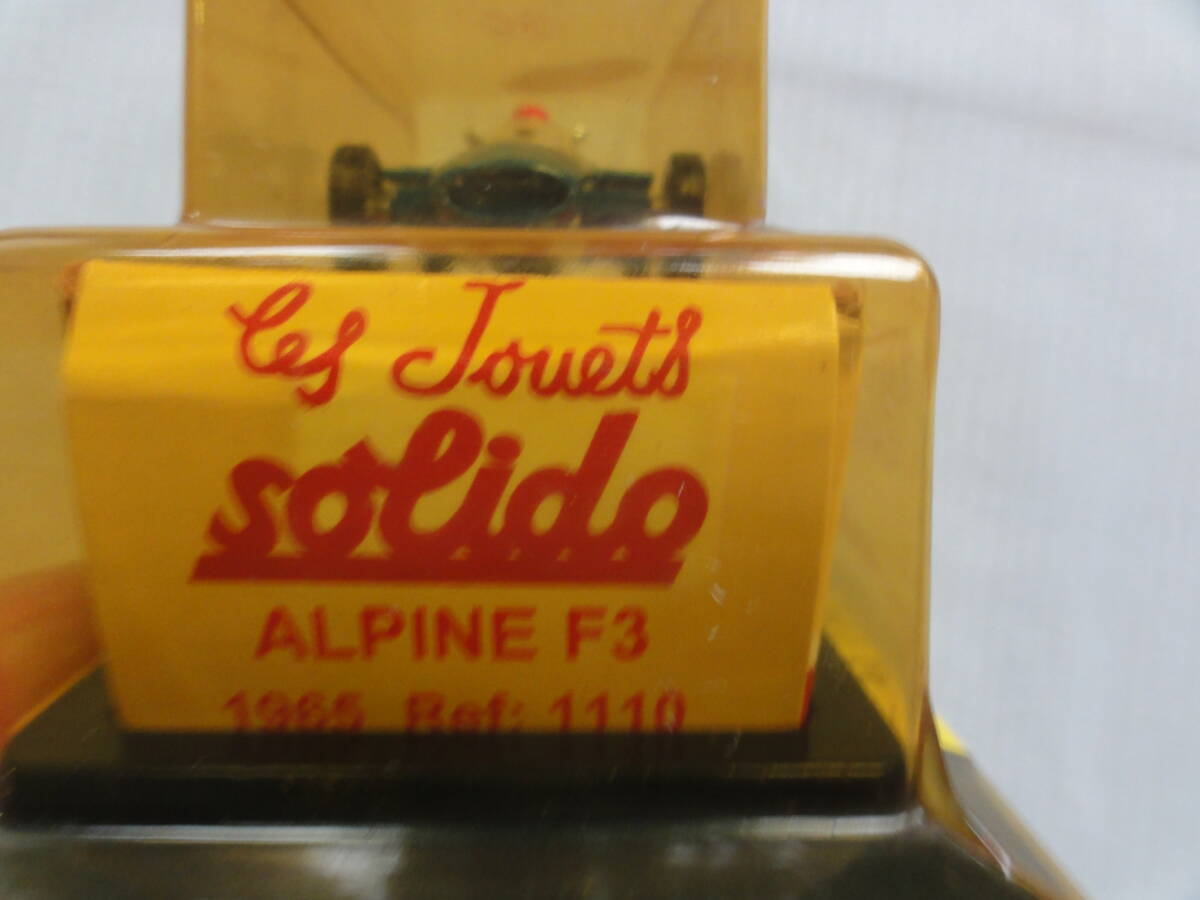 Les Jouets
solido
ALPINE F3
1965 Ref: 1110